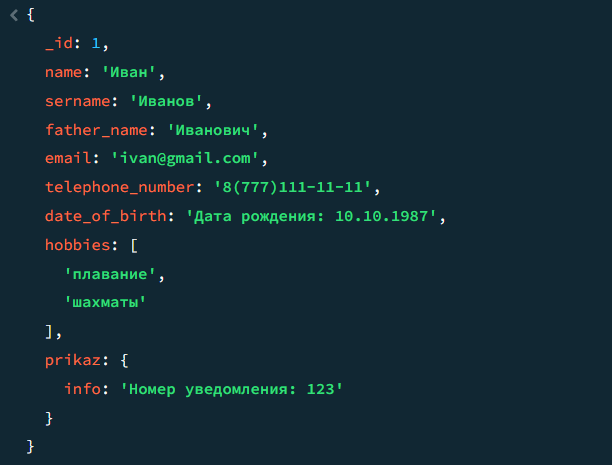 {
_id: 1,
name: 'Иван',
sername: 'Иванов',
father_name: 'Иванович',
email: 'ivan@gmail.com',
telephone_number: '8(777)111-11-11',
date_of_birth: 'Дата рождения: 10.10.1987',
hobbies: [
'плавание',
'шахматы'
],
prikaz: {
info: 'Номер уведомления: 123'
}
}